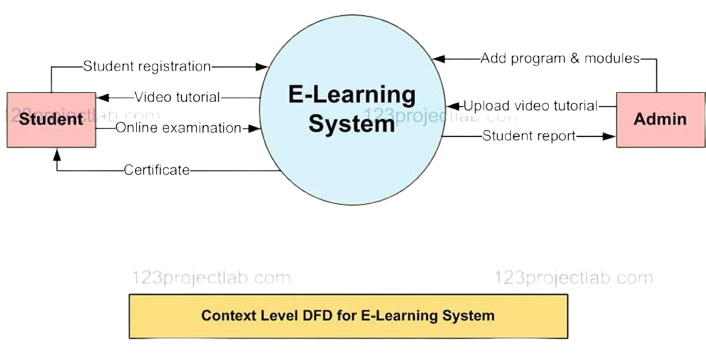 Student registration
Add program & modules
Video tutorial
E-Learning
System
Upload video tutorial
Student
Online examination
Student report
Admin
Certificate
123projectlab.com
123projectlab.com
123projectlab.com
123projectlab.com
Context Level DFD for E-Learning System